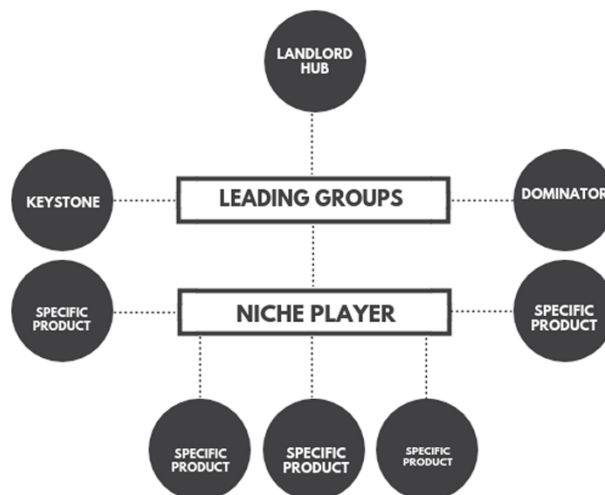 LANDLORD
HUB
KEYSTONE
LEADING GROUPS
DOMINATOR
SPECIFIC
PRODUCT
NICHE PLAYER
SPECIFIC
PRODUCT
SPECIFIC
PRODUCT
SPECIFIC
PRODUCT
SPECIFIC
PRODUCT